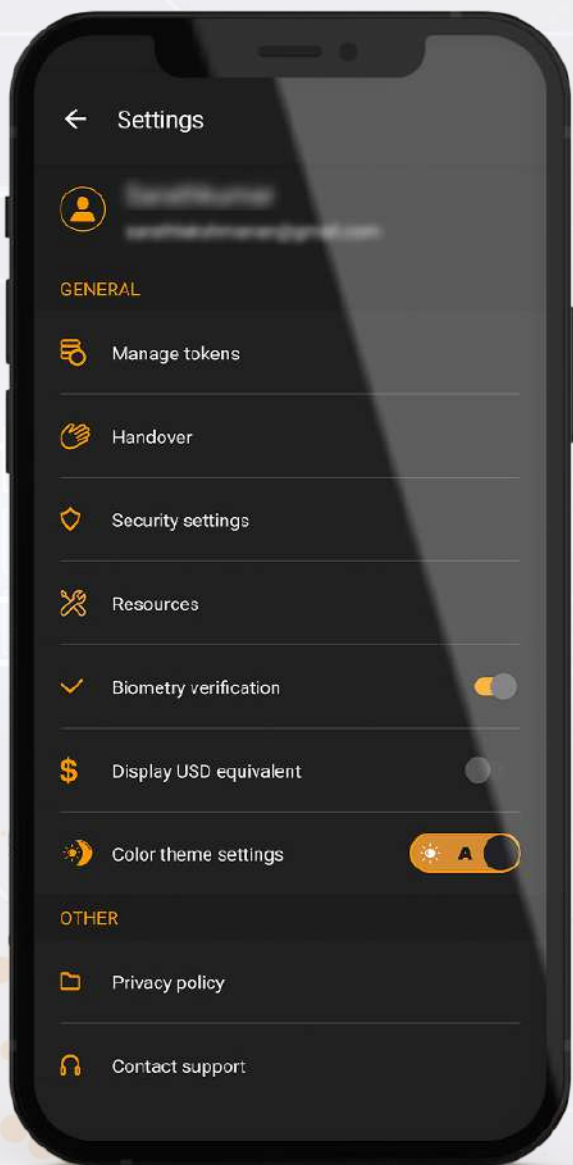 Settings
GENERAL
Manage tokens
Handover
Security settings
Resources
Biometry verification
$ Display USD equivalent
Color theme settings A
OTHER
Privacy policy
Contact support